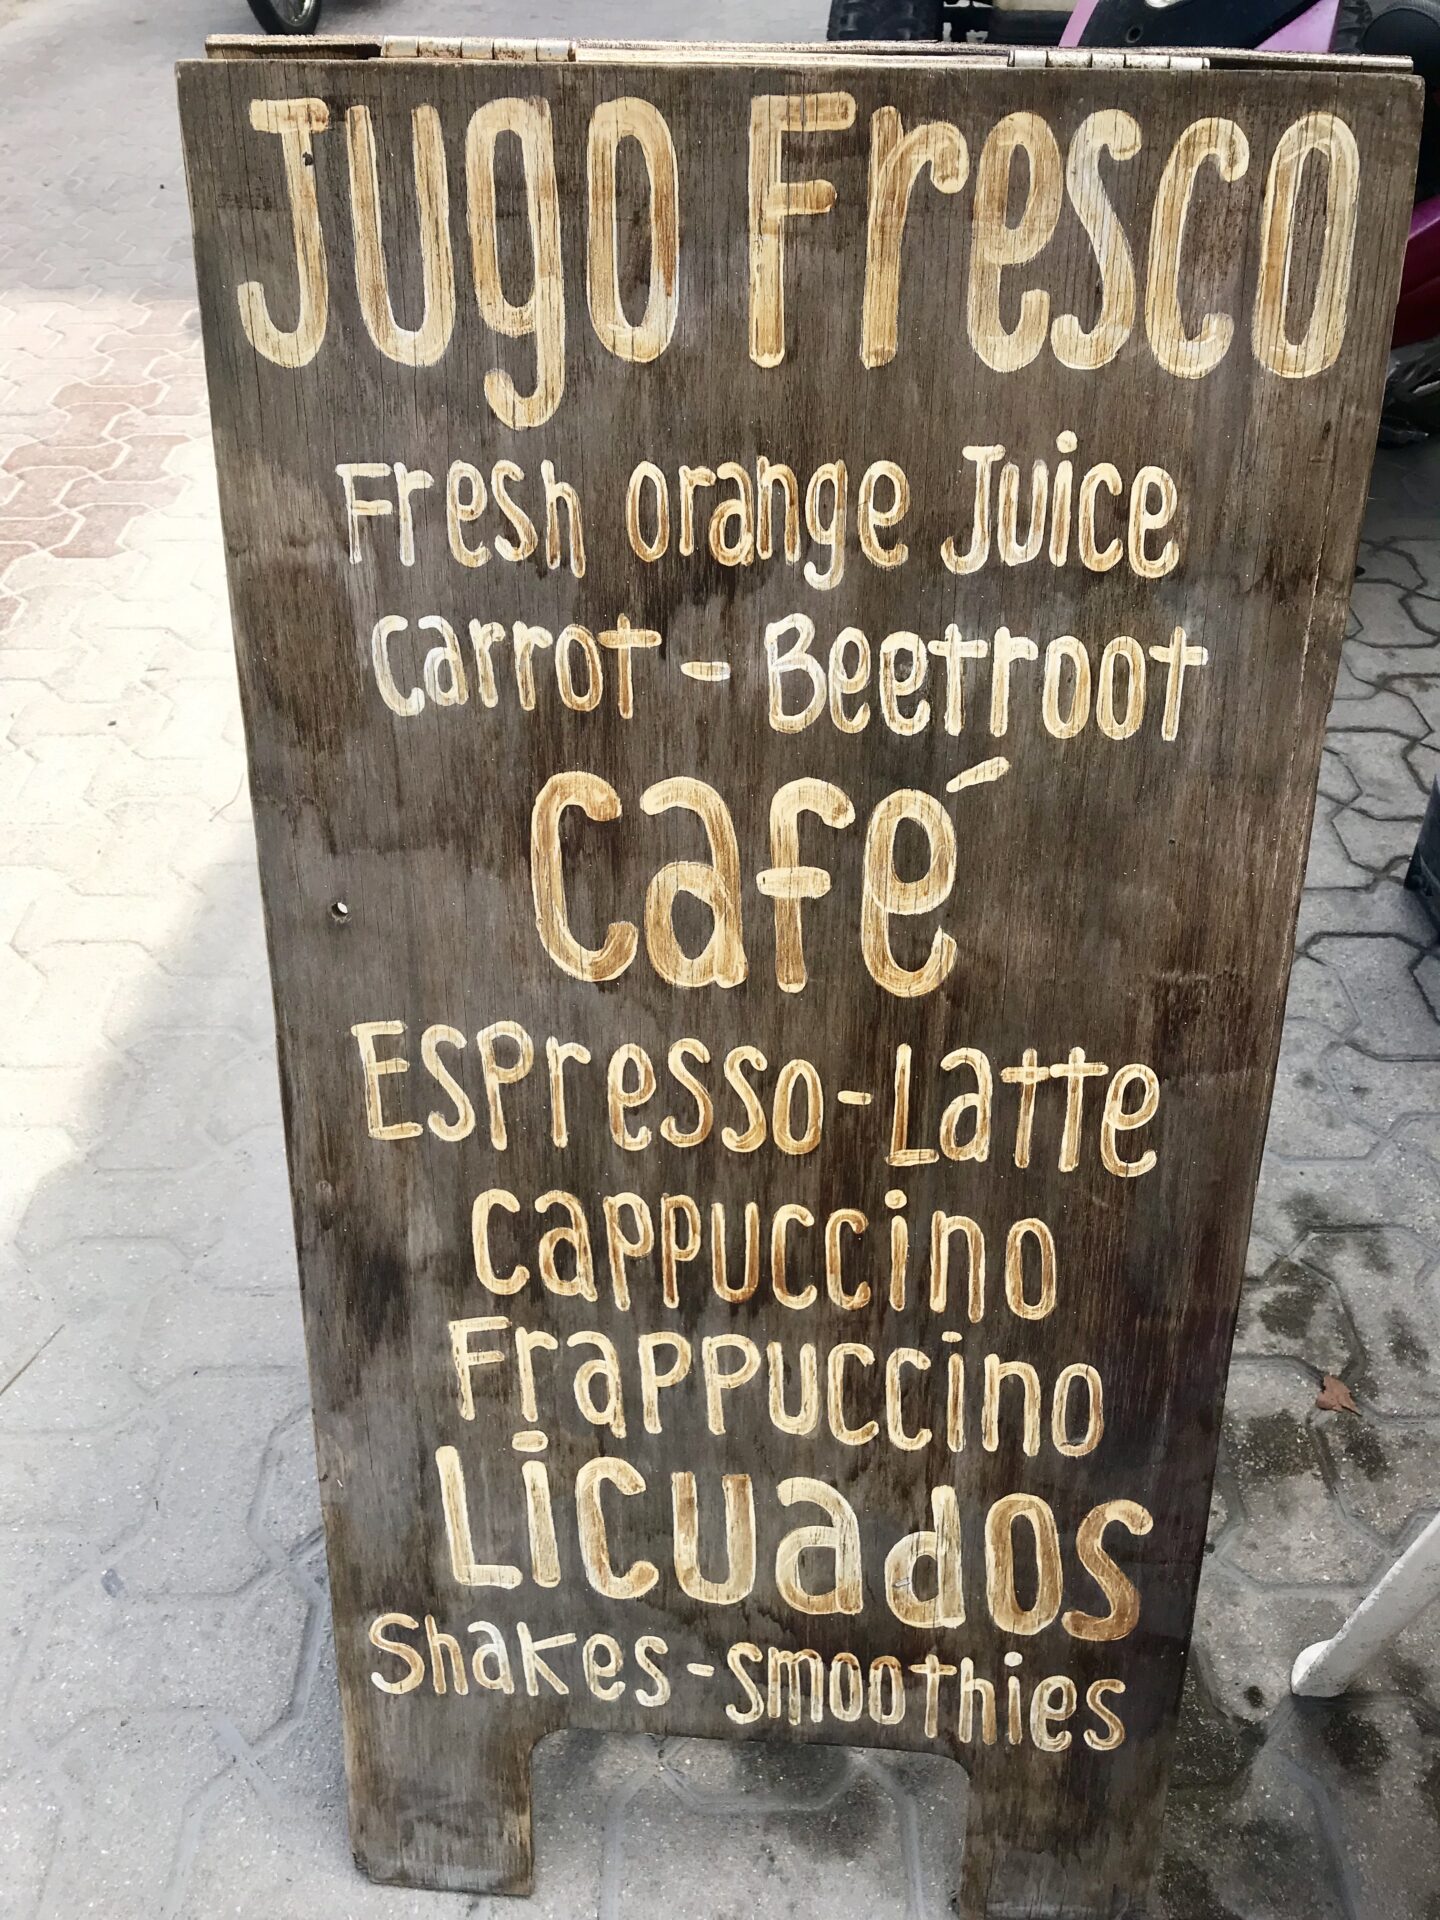 Jugo Fresco
Fresh orange Juice
Carrot - Beetroot
Café
Espresso - Latte
Cappuccino
Frappuccino
Licuados
Shakes - smoothies